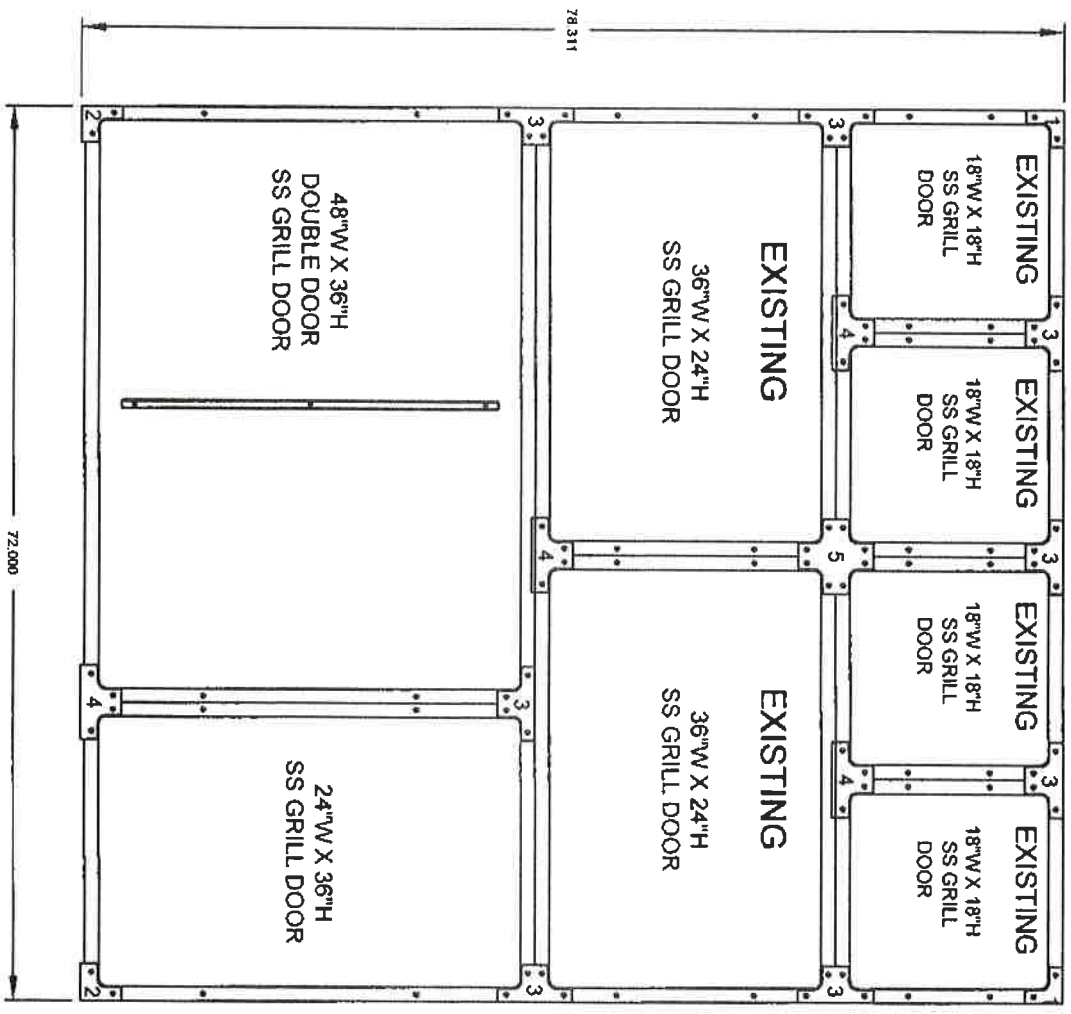 78.311
1
3
3
3
1
EXISTING
18"W X 18"H
SS GRILL
DOOR
EXISTING
18"W X 18"H
SS GRILL
DOOR
EXISTING
18"W X 18"H
SS GRILL
DOOR
EXISTING
18"W X 18"H
SS GRILL
DOOR
3
4
5
4
3
EXISTING
36"W X 24"H
SS GRILL DOOR
EXISTING
36"W X 24"H
SS GRILL DOOR
3
4
3
3
48"W X 36"H
DOUBLE DOOR
SS GRILL DOOR
24"W X 36"H
SS GRILL DOOR
2
4
2
72.000